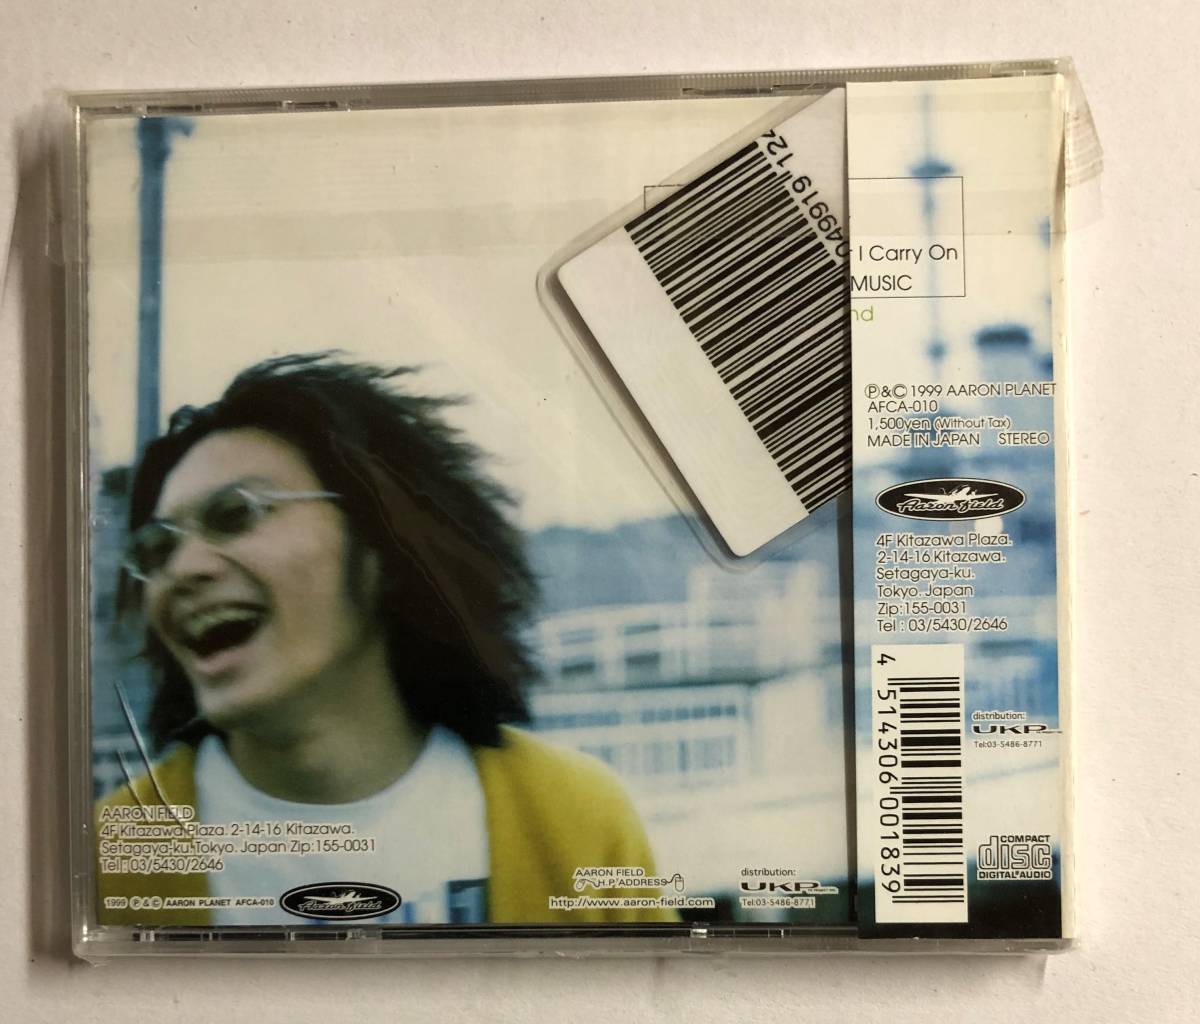 049919 124
I Carry On
MUSIC
nd
Ⓟ&© 1999 AARON PLANET
AFCA-010
1,500yen (Without Tax)
MADE IN JAPAN STEREO
Aaron field
4F Kitazawa Plaza.
2-14-16 Kitazawa.
Setagaya-ku.
Tokyo. Japan
Zip:155-0031
Tel : 03/5430/2646
4 514306 001839
distribution:
UKP
Tel:03-5486-8771
COMPACT
disc
DIGITAL AUDIO
AARON FIELD
4F Kitazawa Plaza. 2-14-16 Kitazawa.
Setagaya-ku.Tokyo. Japan Zip:155-0031
Tel : 03/5430/2646
1999 Ⓟ & © AARON PLANET AFCA-010
Aaron field
AARON FIELD
H.P. ADDRESS
http://www.aaron-field.com
distribution:
UKP
Tel:03-5486-8771